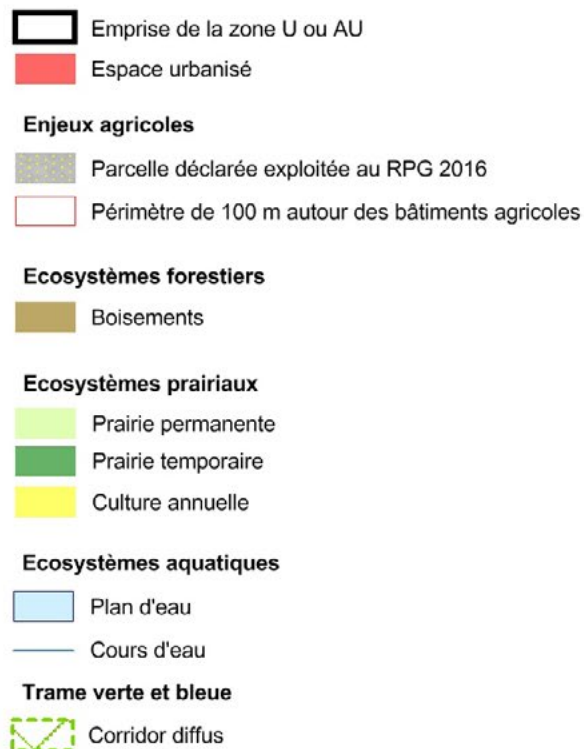 Emprise de la zone U ou AU
Espace urbanisé
Enjeux agricoles
Parcelle déclarée exploitée au RPG 2016
Périmètre de 100 m autour des bâtiments agricoles
Ecosystèmes forestiers
Boisements
Ecosystèmes prairiaux
Prairie permanente
Prairie temporaire
Culture annuelle
Ecosystèmes aquatiques
Plan d'eau
Cours d'eau
Trame verte et bleue
Corridor diffus